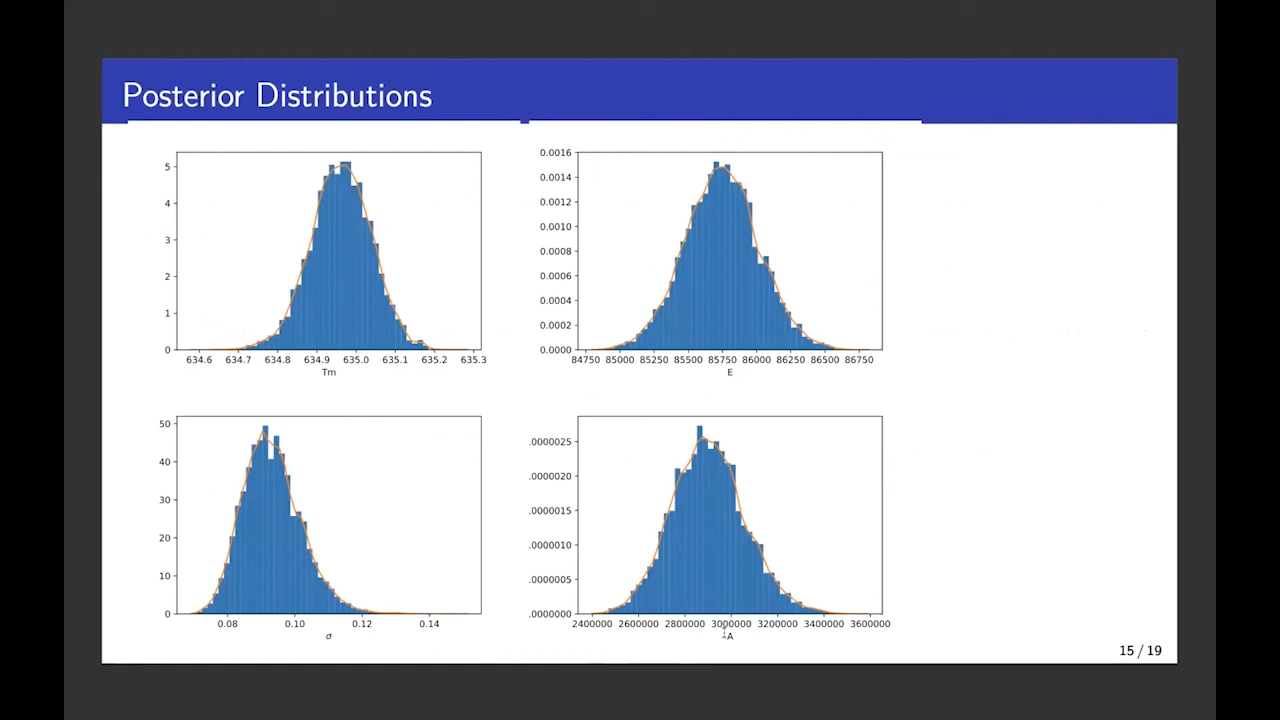 Posterior Distributions
5
4
3
2
1
0
634.6 634.7 634.8 634.9 635.0 635.1 635.2 635.3
Tm
0.0016
0.0014
0.0012
0.0010
0.0008
0.0006
0.0004
0.0002
0.0000
84750 85000 85250 85500 85750 86000 86250 86500 86750
E
50
40
30
20
10
0
0.08 0.10 0.12 0.14
σ
.0000025
.0000020
.0000015
.0000010
.0000005
.0000000
2400000 2600000 2800000 3000000 3200000 3400000 3600000
A
15 / 19